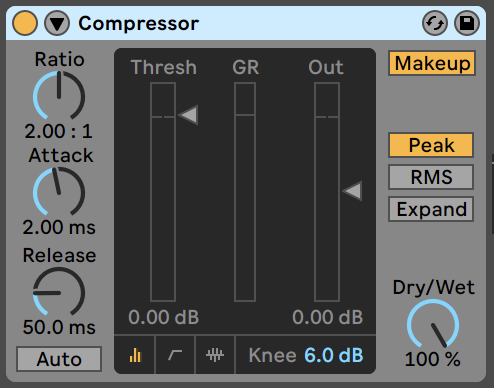 Compressor
Ratio
2.00 : 1
Attack
2.00 ms
Release
50.0 ms
Auto
Thresh GR Out
0.00 dB 0.00 dB
Knee 6.0 dB
Makeup
Peak
RMS
Expand
Dry/Wet
100 %